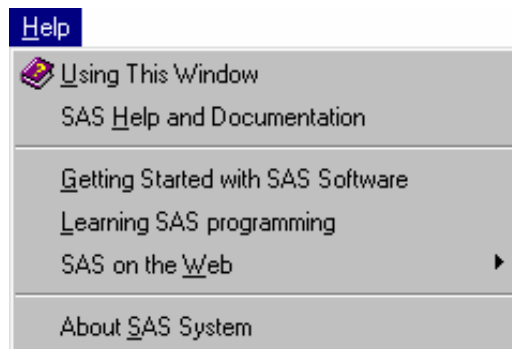 Help
Using This Window
SAS Help and Documentation
Getting Started with SAS Software
Learning SAS programming
SAS on the Web
About SAS System